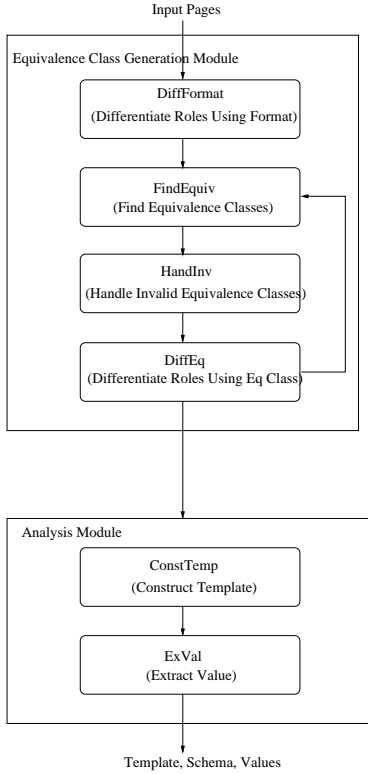 Input Pages
Equivalence Class Generation Module
DiffFormat
(Differentiate Roles Using Format)
FindEquiv
(Find Equivalence Classes)
HandInv
(Handle Invalid Equivalence Classes)
DiffEq
(Differentiate Roles Using Eq Class)
Analysis Module
ConstTemp
(Construct Template)
ExVal
(Extract Value)
Template, Schema, Values